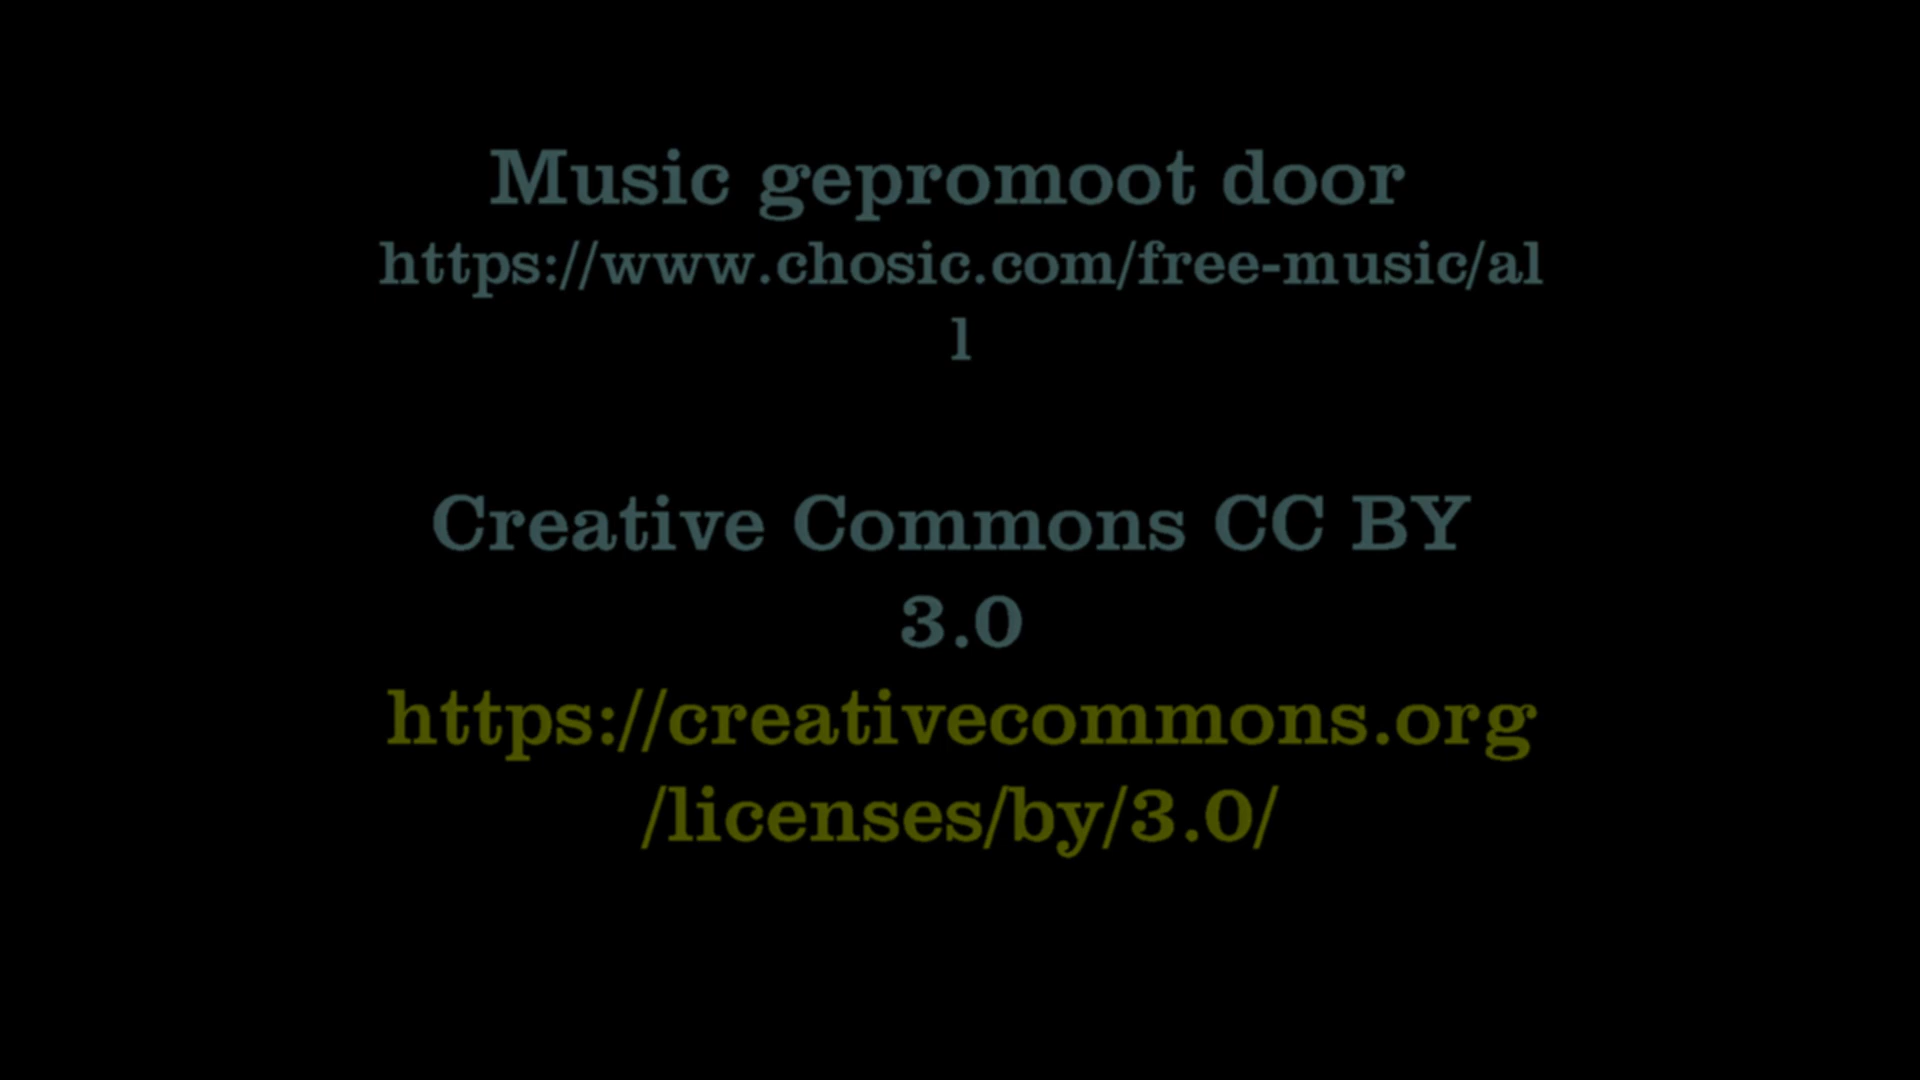 Music gepromoot door
https://www.chosic.com/free-music/al
l
Creative Commons CC BY
3.0
https://creativecommons.org
/licenses/by/3.0/